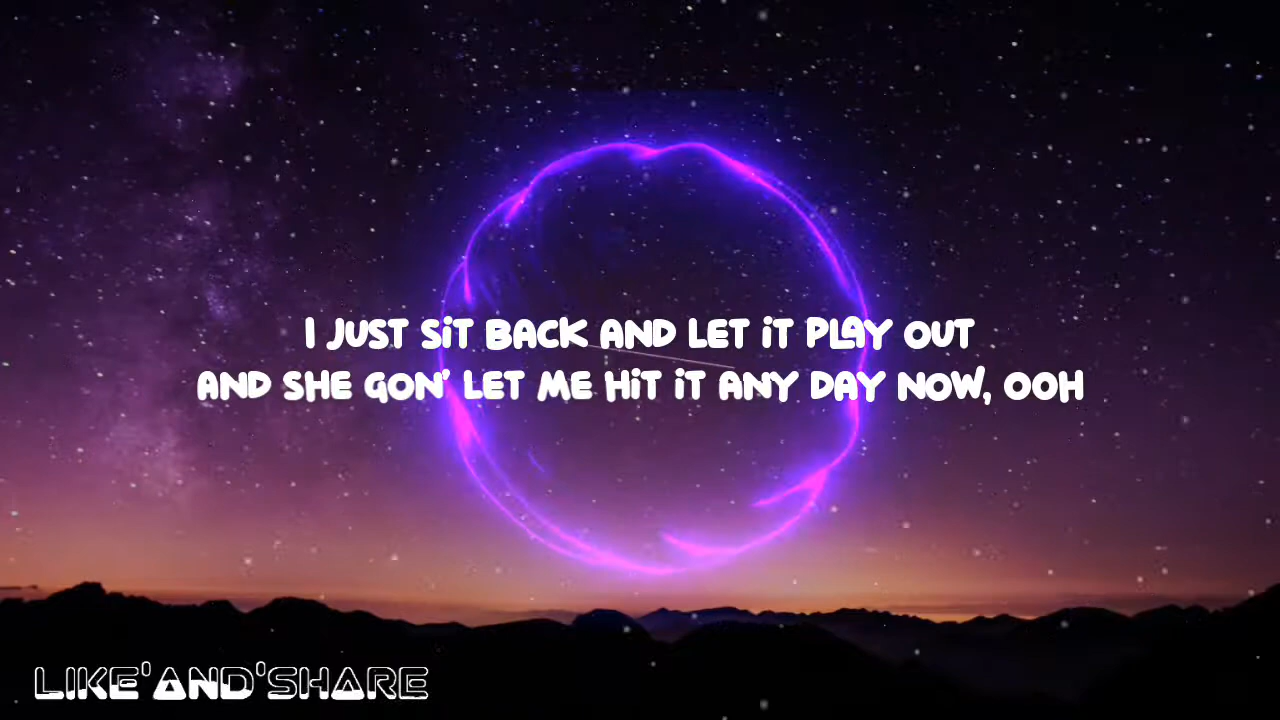 I JUST SIT BACK AND LET IT PLAY OUT
AND SHE GON' LET ME HIT IT ANY DAY NOW, OOH
LIKE'AND'SHARE